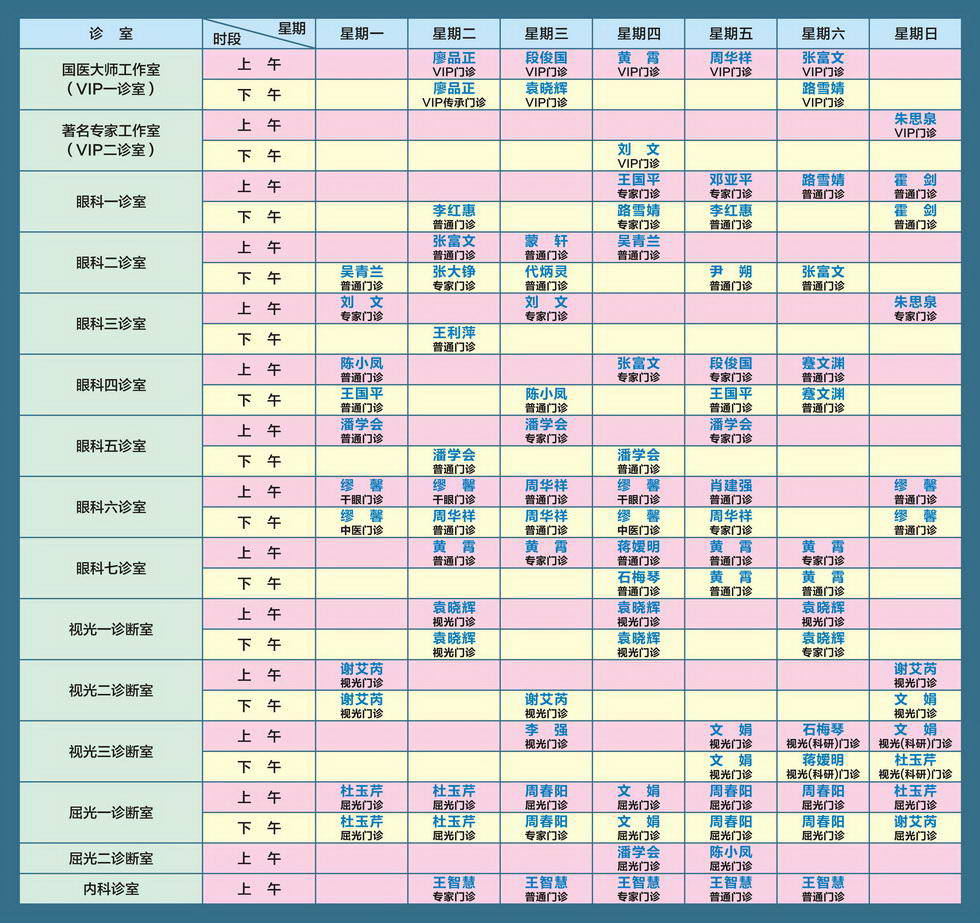 诊 室 星期 时段 星期一 星期二 星期三 星期四 星期五 星期六 星期日
国医大师工作室
（VIP一诊室）
上 午 廖品正 段俊国 黄 霄 周华祥 张富文
VIP门诊 VIP门诊 VIP门诊 VIP门诊 VIP门诊
下 午 廖品正 袁晓辉 路雪婧
VIP传承门诊 VIP门诊 VIP门诊
著名专家工作室
（VIP二诊室）
上 午 朱思泉
VIP门诊
下 午 刘 文
VIP门诊
眼科一诊室
上 午 王国平 邓亚平 路雪婧 霍 剑
专家门诊 专家门诊 普通门诊 普通门诊
下 午 李红惠 路雪婧 李红惠 霍 剑
普通门诊 专家门诊 普通门诊 普通门诊
眼科二诊室
上 午 张富文 蒙 轩 吴青兰
普通门诊 普通门诊 普通门诊
下 午 吴青兰 张大铮 代炳灵 尹 朔 张富文
普通门诊 专家门诊 普通门诊 普通门诊 普通门诊
眼科三诊室
上 午 刘 文 刘 文 朱思泉
专家门诊 专家门诊 专家门诊
下 午 王利萍
普通门诊
眼科四诊室
上 午 陈小凤 张富文 段俊国 蹇文渊
普通门诊 专家门诊 专家门诊 普通门诊
下 午 王国平 陈小凤 王国平 蹇文渊
普通门诊 普通门诊 普通门诊 普通门诊
眼科五诊室
上 午 潘学会 潘学会 潘学会
普通门诊 专家门诊 专家门诊
下 午 潘学会 潘学会
普通门诊 普通门诊
眼科六诊室
上 午 缪 馨 缪 馨 周华祥 缪 馨 肖建强 缪 馨
干眼门诊 干眼门诊 普通门诊 干眼门诊 普通门诊 普通门诊
下 午 缪 馨 周华祥 周华祥 缪 馨 周华祥 缪 馨
中医门诊 普通门诊 普通门诊 中医门诊 专家门诊 普通门诊
眼科七诊室
上 午 黄 霄 黄 霄 蒋嫒明 黄 霄 黄 霄
普通门诊 专家门诊 普通门诊 普通门诊 专家门诊
下 午 石梅琴 黄 霄 黄 霄
普通门诊 普通门诊 普通门诊
视光一诊断室
上 午 袁晓辉 袁晓辉 袁晓辉
视光门诊 视光门诊 视光门诊
下 午 袁晓辉 袁晓辉 袁晓辉
视光门诊 视光门诊 专家门诊
视光二诊断室
上 午 谢艾芮 谢艾芮
视光门诊 视光门诊
下 午 谢艾芮 谢艾芮 文 娟
视光门诊 视光门诊 视光门诊
视光三诊断室
上 午 李 强 文 娟 石梅琴 文 娟
视光门诊 视光门诊 视光(科研)门诊 视光(科研)门诊
下 午 文 娟 蒋嫒明 杜玉芹
视光门诊 视光(科研)门诊 视光(科研)门诊
屈光一诊断室
上 午 杜玉芹 杜玉芹 周春阳 文 娟 周春阳 周春阳 杜玉芹
屈光门诊 屈光门诊 屈光门诊 屈光门诊 屈光门诊 屈光门诊 屈光门诊
下 午 杜玉芹 杜玉芹 周春阳 文 娟 周春阳 周春阳 谢艾芮
屈光门诊 屈光门诊 专家门诊 屈光门诊 屈光门诊 屈光门诊 屈光门诊
屈光二诊断室 上 午 潘学会 陈小凤
屈光门诊 屈光门诊
内科诊室 上 午 王智慧 王智慧 王智慧 王智慧 王智慧
专家门诊 普通门诊 专家门诊 普通门诊 普通门诊